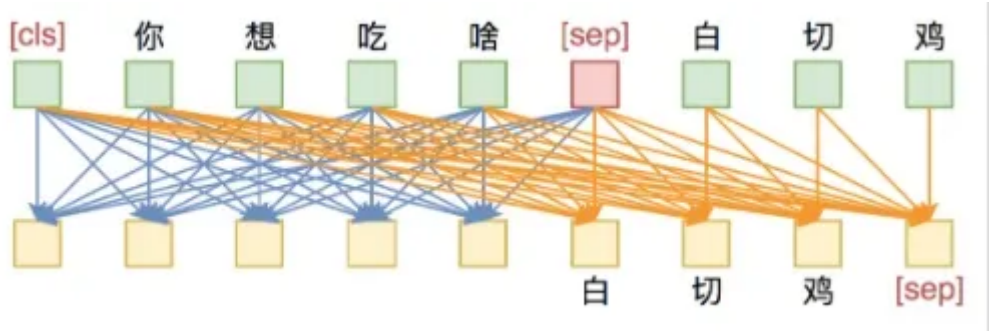 [cls] 你 想 吃 啥 [sep] 白 切 鸡
白 切 鸡 [sep]